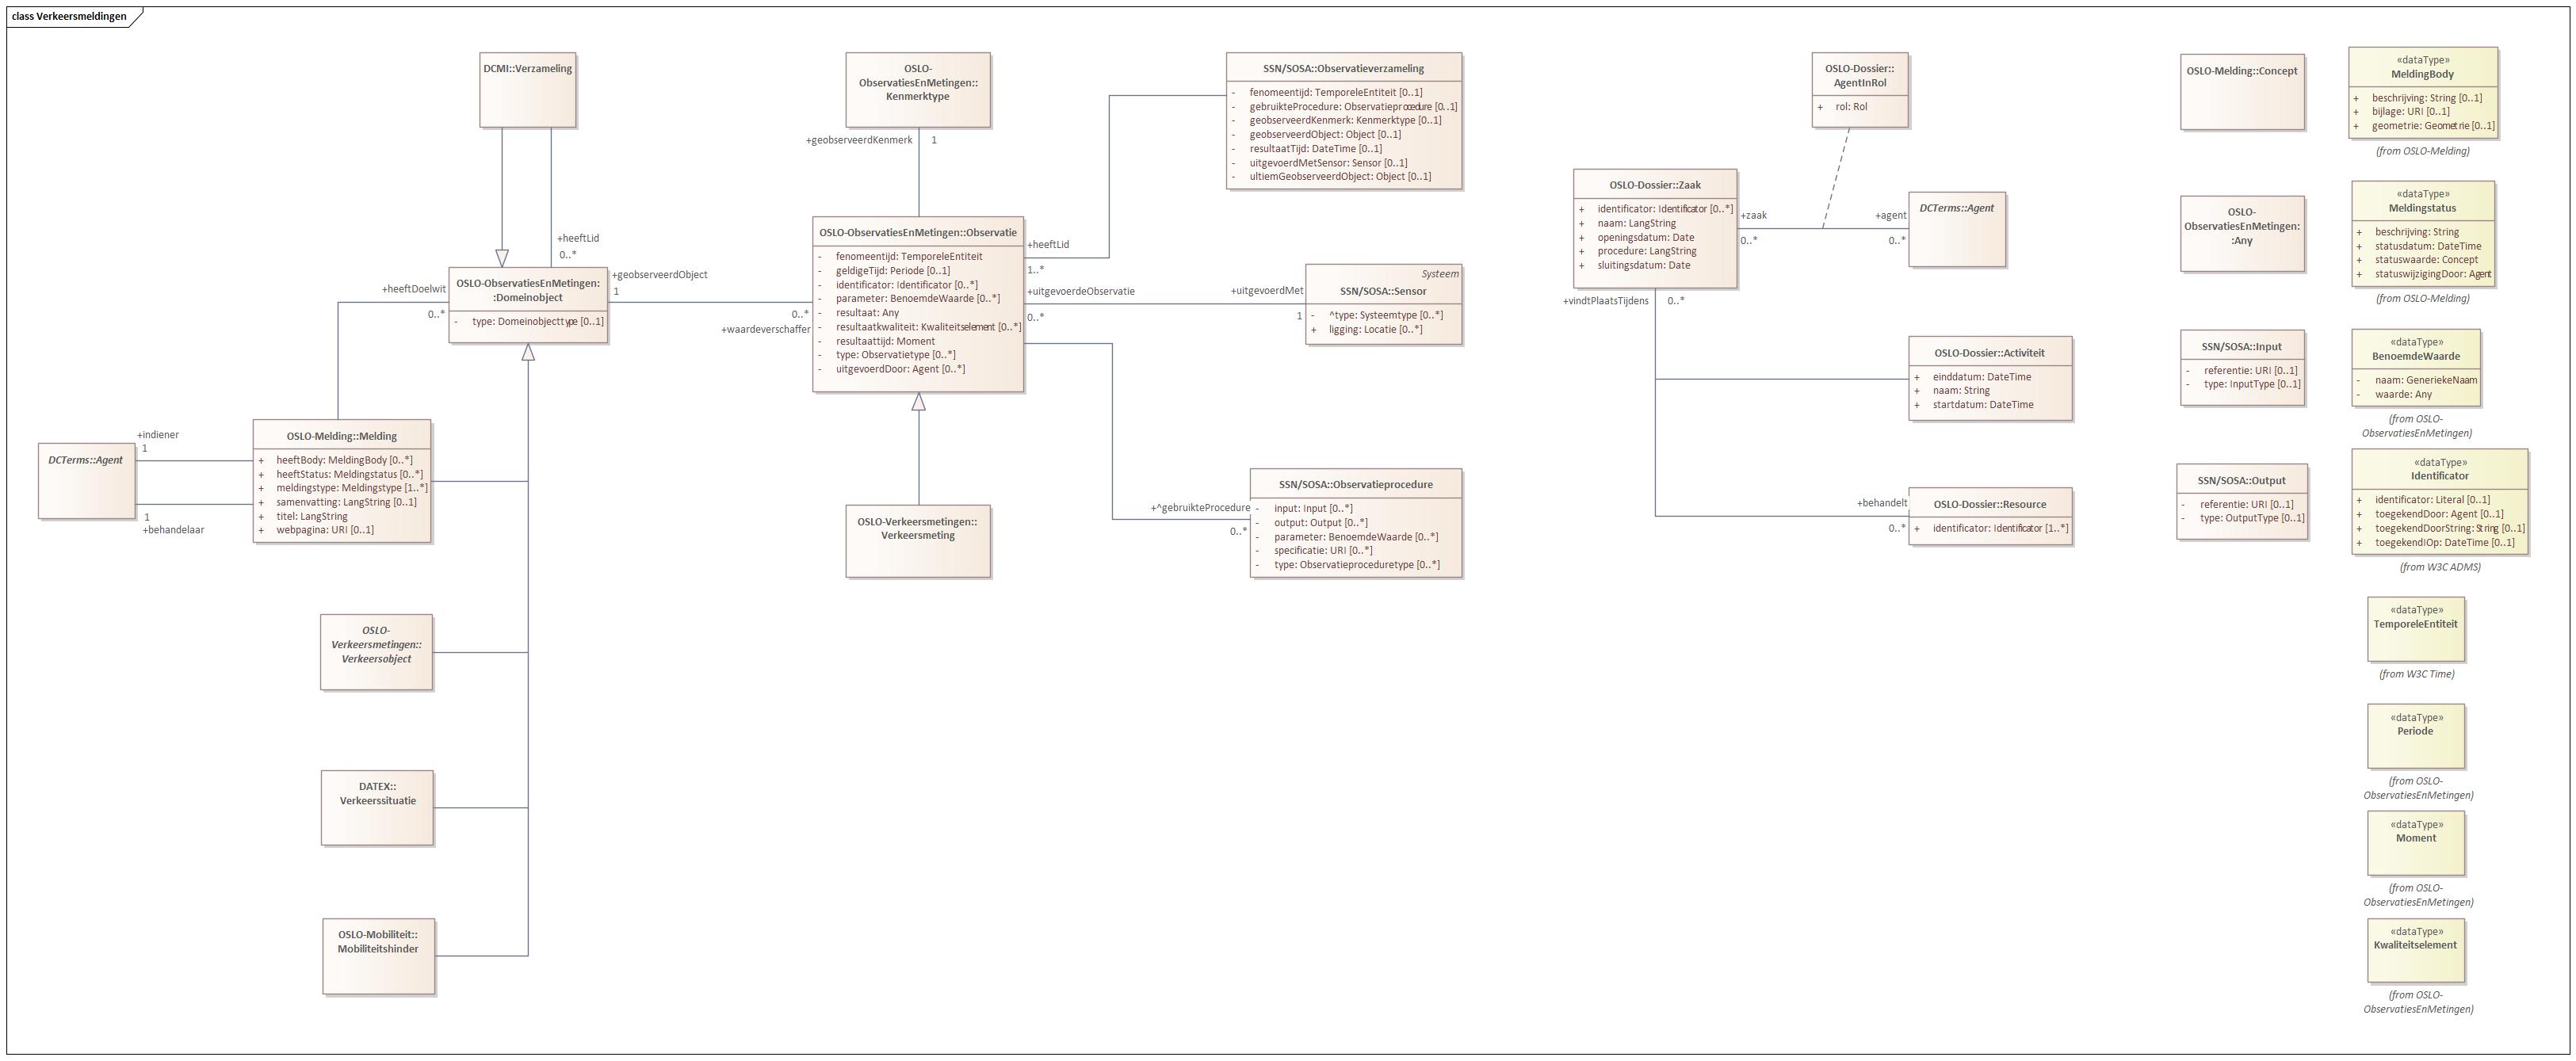 class Verkeersmeldingen
DCMI::Verzameling
+heeftLid
0..*
OSLO-ObservatiesEnMetingen:
:Domeinobject
- type: Domeinobjecttype [0..1]
+heeftDoelwit
0..*
+geobserveerdObject
1
0..*
+waardeverschaffer
DCTerms::Agent
+indiener
1
1
+behandelaar
OSLO-Melding::Melding
+ heeftBody: MeldingBody [0..*]
+ heeftStatus: Meldingstatus [0..*]
+ meldingstype: Meldingstype [1..*]
+ samenvatting: LangString [0..1]
+ titel: LangString
+ webpagina: URI [0..1]
OSLO-
Verkeersmetingen::
Verkeersobject
DATEX::
Verkeerssituatie
OSLO-Mobiliteit::
Mobiliteitshinder
OSLO-
ObservatiesEnMetingen::
Kenmerktype
+geobserveerdKenmerk
1
OSLO-ObservatiesEnMetingen::Observatie
- fenomeentijd: TemporeleEntiteit
- geldigeTijd: Periode [0..1]
- identificator: Identificator [0..*]
- parameter: BenoemdeWaarde [0..*]
- resultaat: Any
- resultaatkwaliteit: Kwaliteitselement [0..*]
- resultaattijd: Moment
- type: Observatietype [0..*]
- uitgevoerdDoor: Agent [0..*]
OSLO-Verkeersmetingen::
Verkeersmeting
+heeftLid
1..*
+uitgevoerdeObservatie
0..*
+uitgevoerdMet
1
+^gebruikteProcedure
0..*
SSN/SOSA::Observatieverzameling
- fenomeentijd: TemporeleEntiteit [0..1]
- gebruikteProcedure: Observatieprocedure [0..1]
- geobserveerdKenmerk: Kenmerktype [0..1]
- geobserveerdObject: Object [0..1]
- resultaatTijd: DateTime [0..1]
- uitgevoerdMetSensor: Sensor [0..1]
- ultiemGeobserveerdObject: Object [0..1]
Systeem
SSN/SOSA::Sensor
- ^type: Systeemtype [0..*]
+ ligging: Locatie [0..*]
SSN/SOSA::Observatieprocedure
- input: Input [0..*]
- output: Output [0..*]
- parameter: BenoemdeWaarde [0..*]
- specificatie: URI [0..*]
- type: Observatieproceduretype [0..*]
OSLO-Dossier::
AgentInRol
+ rol: Rol
OSLO-Dossier::Zaak
+ identificator: Identificator [0..*]
+ naam: LangString
+ openingsdatum: Date
+ procedure: LangString
+ sluitingsdatum: Date
+zaak
0..*
+agent
0..*
DCTerms::Agent
+vindtPlaatsTijdens
0..*
OSLO-Dossier::Activiteit
+ einddatum: DateTime
+ naam: String
+ startdatum: DateTime
+behandelt
0..*
OSLO-Dossier::Resource
+ identificator: Identificator [1..*]
OSLO-Melding::Concept
OSLO-
ObservatiesEnMetingen:
:Any
SSN/SOSA::Input
- referentie: URI [0..1]
- type: InputType [0..1]
SSN/SOSA::Output
- referentie: URI [0..1]
- type: OutputType [0..1]
«dataType»
MeldingBody
+ beschrijving: String [0..1]
+ bijlage: URI [0..1]
+ geometrie: Geometrie [0..1]
(from OSLO-Melding)
«dataType»
Meldingstatus
+ beschrijving: String
+ statusdatum: DateTime
+ statuswaarde: Concept
+ statuswijzigingDoor: Agent
(from OSLO-Melding)
«dataType»
BenoemdeWaarde
- naam: GeneriekeNaam
- waarde: Any
(from OSLO-
ObservatiesEnMetingen)
«dataType»
Identificator
+ identificator: Literal [0..1]
+ toegekendDoor: Agent [0..1]
+ toegekendDoorString: String [0..1]
+ toegekendOp: DateTime [0..1]
(from W3C ADMS)
«dataType»
TemporeleEntiteit
(from W3C Time)
«dataType»
Periode
(from OSLO-
ObservatiesEnMetingen)
«dataType»
Moment
(from OSLO-
ObservatiesEnMetingen)
«dataType»
Kwaliteitselement
(from OSLO-
ObservatiesEnMetingen)